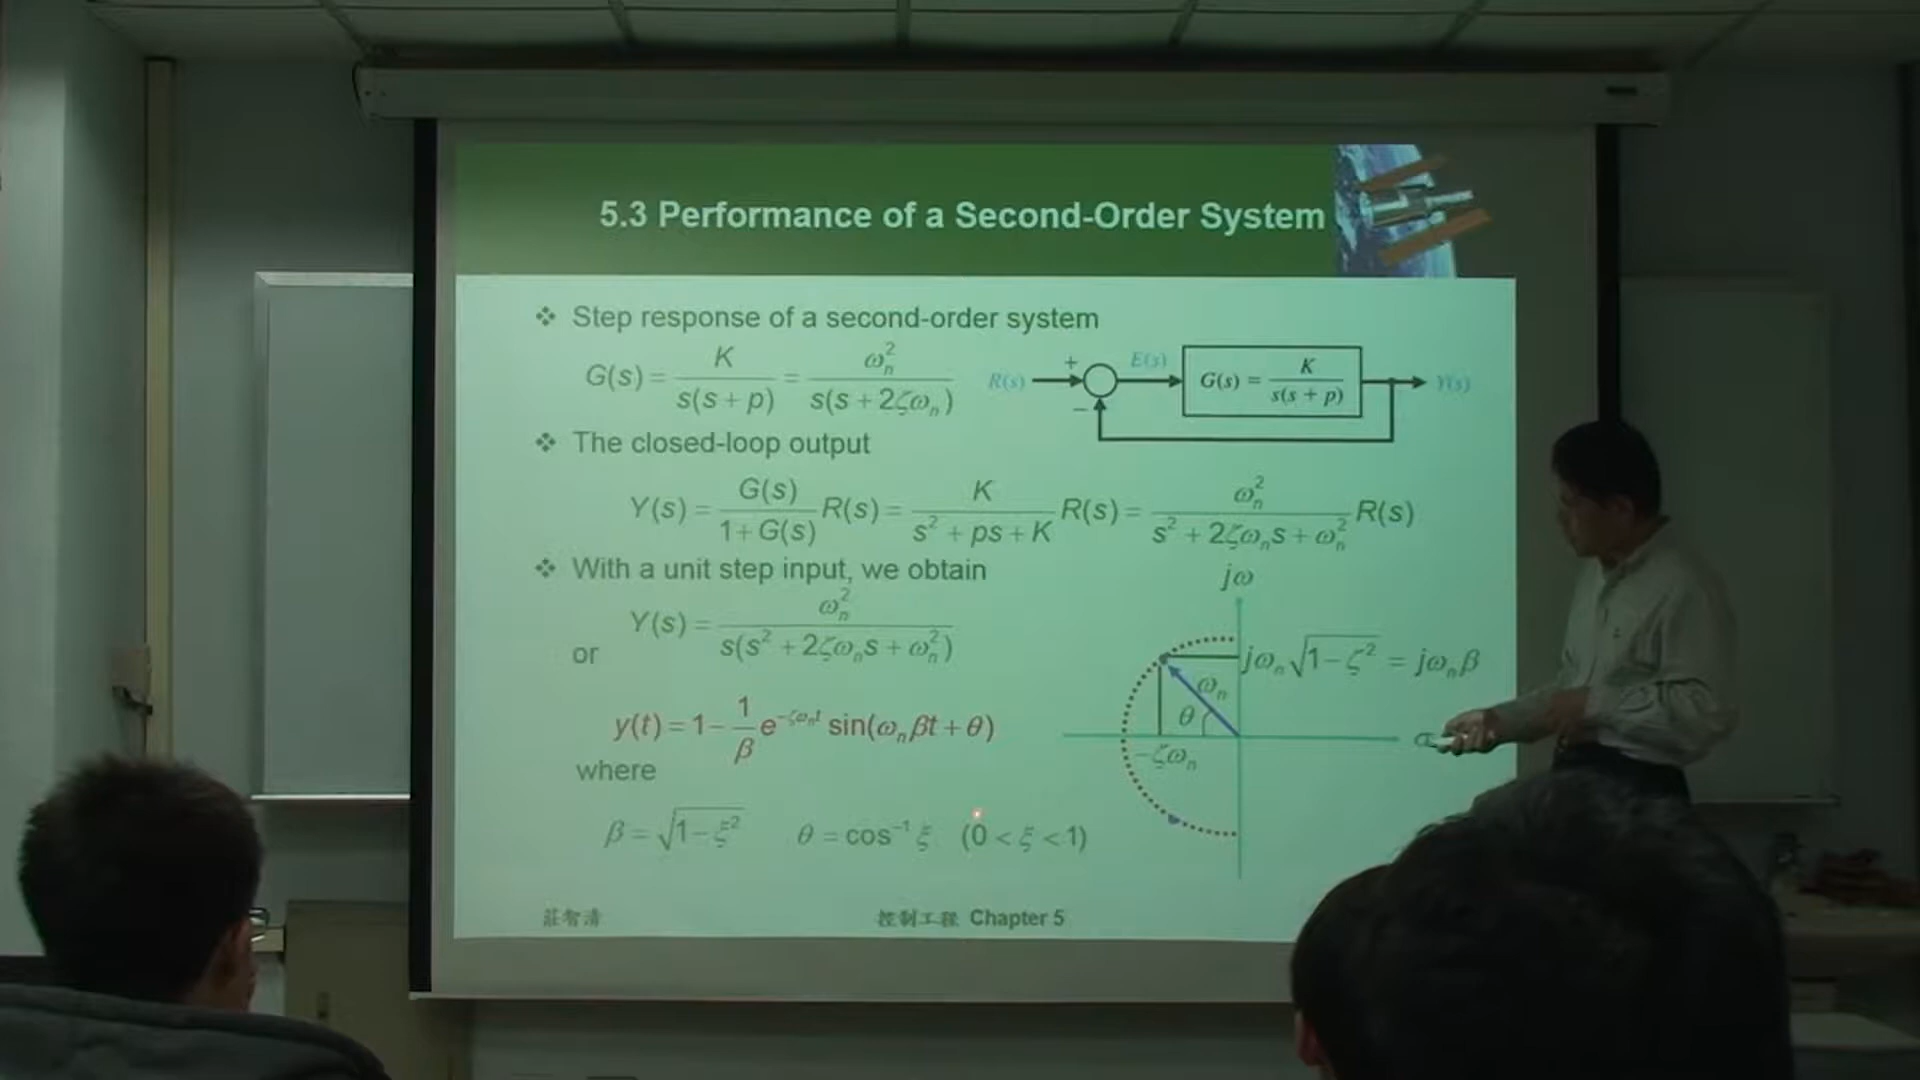 5.3 Performance of a Second-Order System
❖ Step response of a second-order system
G(s) = K / s(s + p) = ωₙ² / s(s + 2ζωₙ)
R(s) + − E(s) G(s) = K / s(s + p) Y(s)
❖ The closed-loop output
Y(s) = G(s) / 1+G(s) R(s) = K / s² + ps + K R(s) = ωₙ² / s² + 2ζωₙs + ωₙ² R(s)
❖ With a unit step input, we obtain
Y(s) = ωₙ² / s(s² + 2ζωₙs + ωₙ²)
or
y(t) = 1− 1/β e^(−ζωₙt) sin(ωₙβt + θ)
where
β = √(1−ξ²) θ = cos⁻¹ ξ (0 < ξ < 1)
jω
jωₙ√(1−ζ²) = jωₙβ
ωₙ
θ
σ
−ζωₙ
莊智清 控制工程 Chapter 5